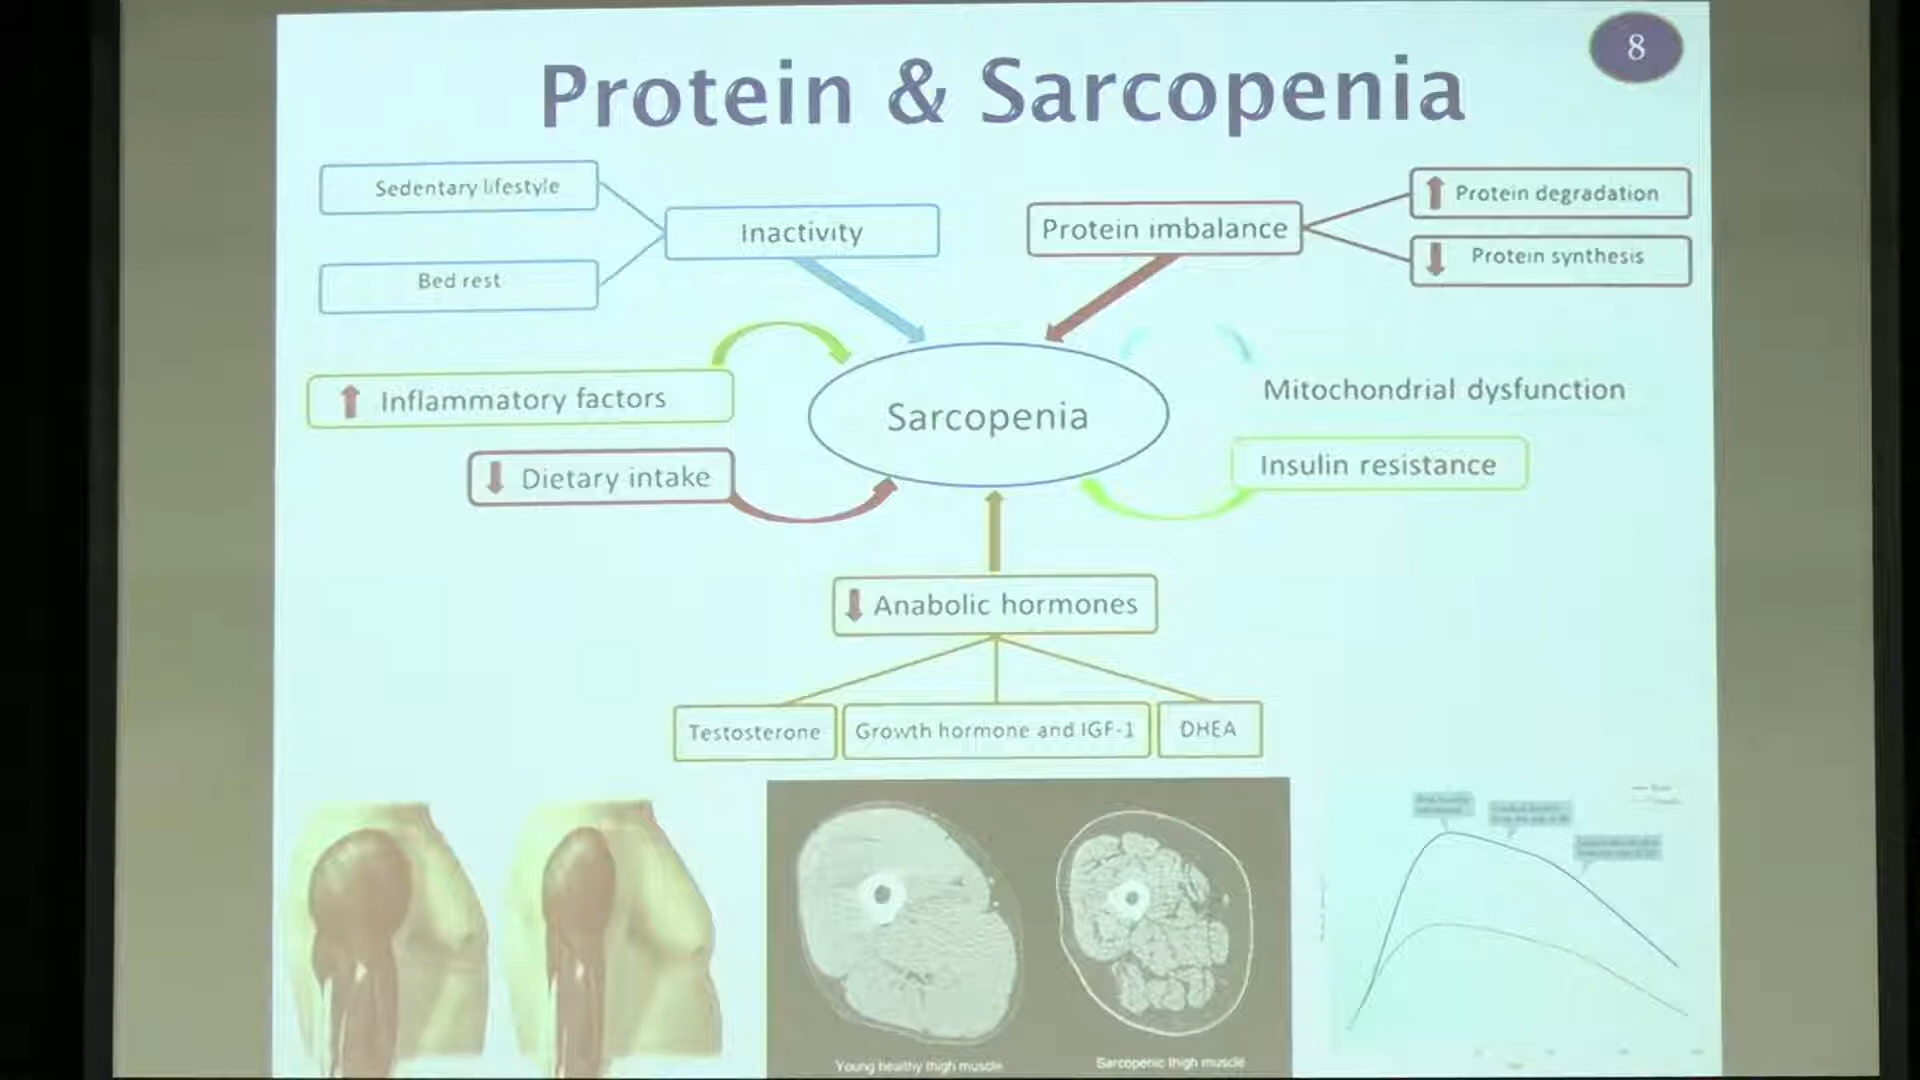 8
Protein & Sarcopenia
Sedentary lifestyle
Bed rest
Inactivity
Protein imbalance
Protein degradation
Protein synthesis
Inflammatory factors
Dietary intake
Sarcopenia
Mitochondrial dysfunction
Insulin resistance
Anabolic hormones
Testosterone
Growth hormone and IGF-1
DHEA
Young healthy thigh muscle
Sarcopenic thigh muscle